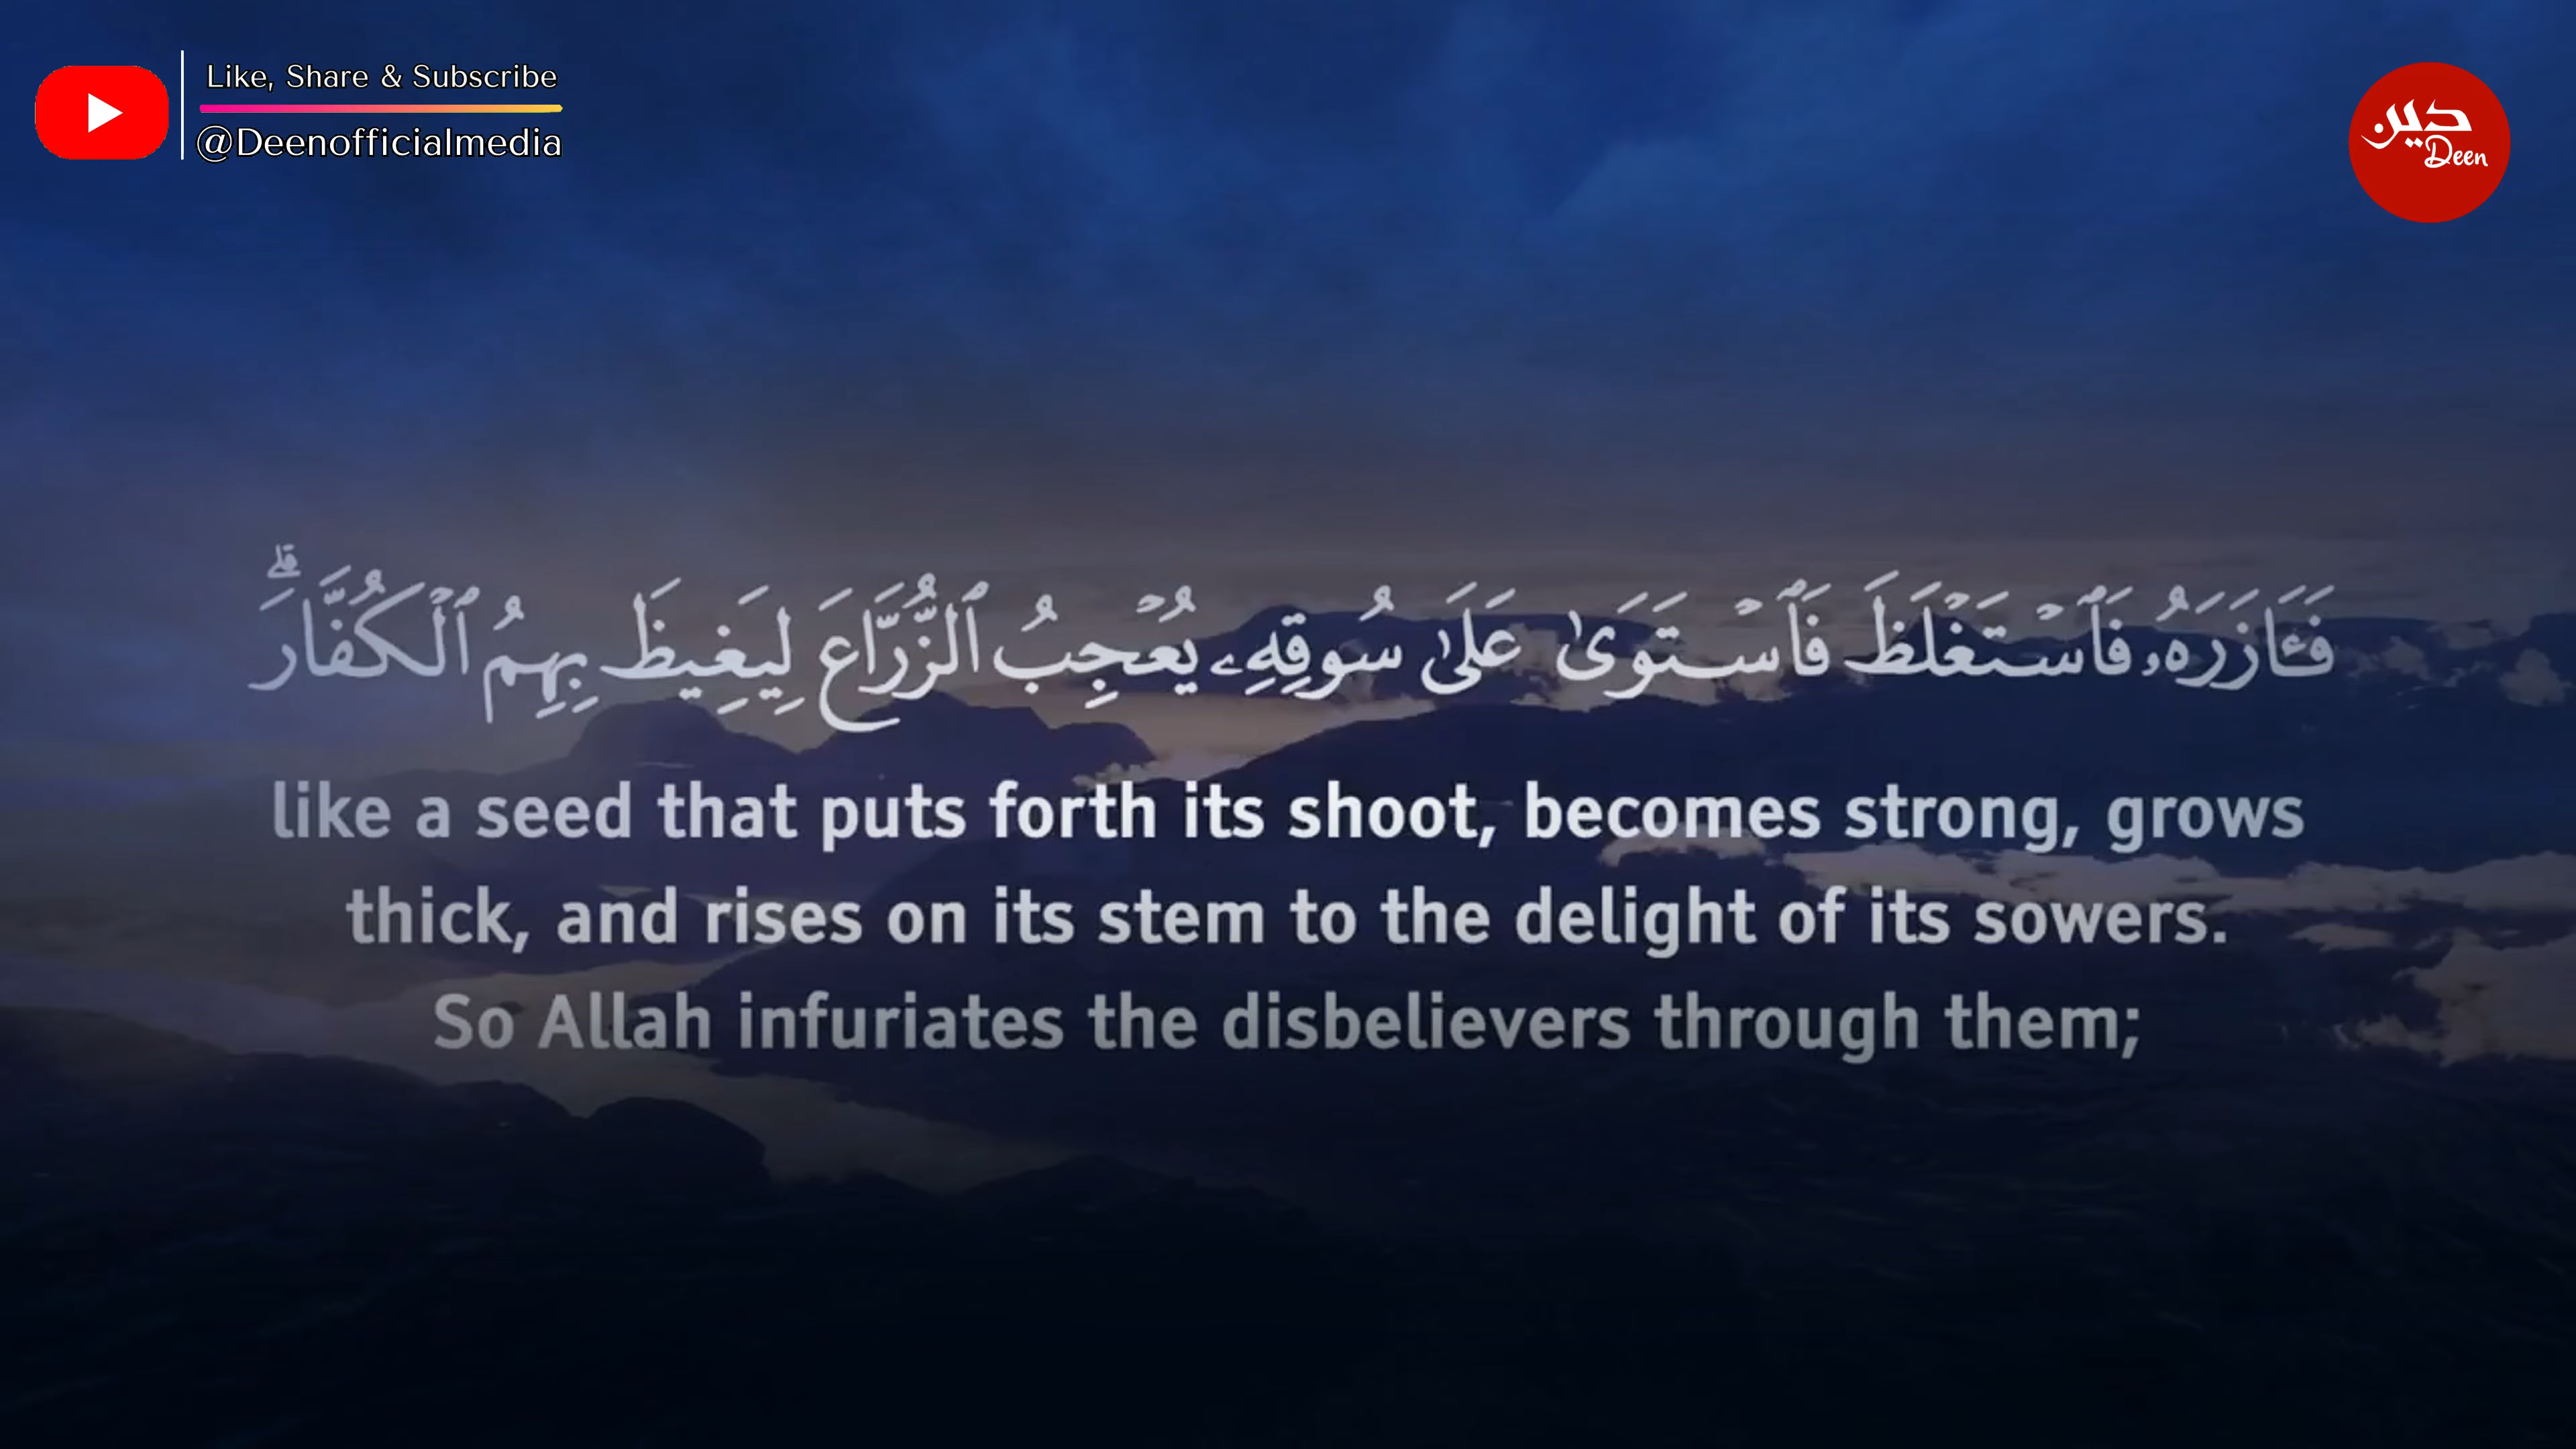 Like, Share & Subscribe
@Deenofficialmedia
دين
Deen
فَـَٔازَرَهُۥ فَٱسۡتَغۡلَظَ فَٱسۡتَوَىٰ عَلَىٰ سُوقِهِۦ يُعۡجِبُ ٱلزُّرَّاعَ لِيَغِيظَ بِهِمُ ٱلۡكُفَّارَۗ
like a seed that puts forth its shoot, becomes strong, grows
thick, and rises on its stem to the delight of its sowers.
So Allah infuriates the disbelievers through them;